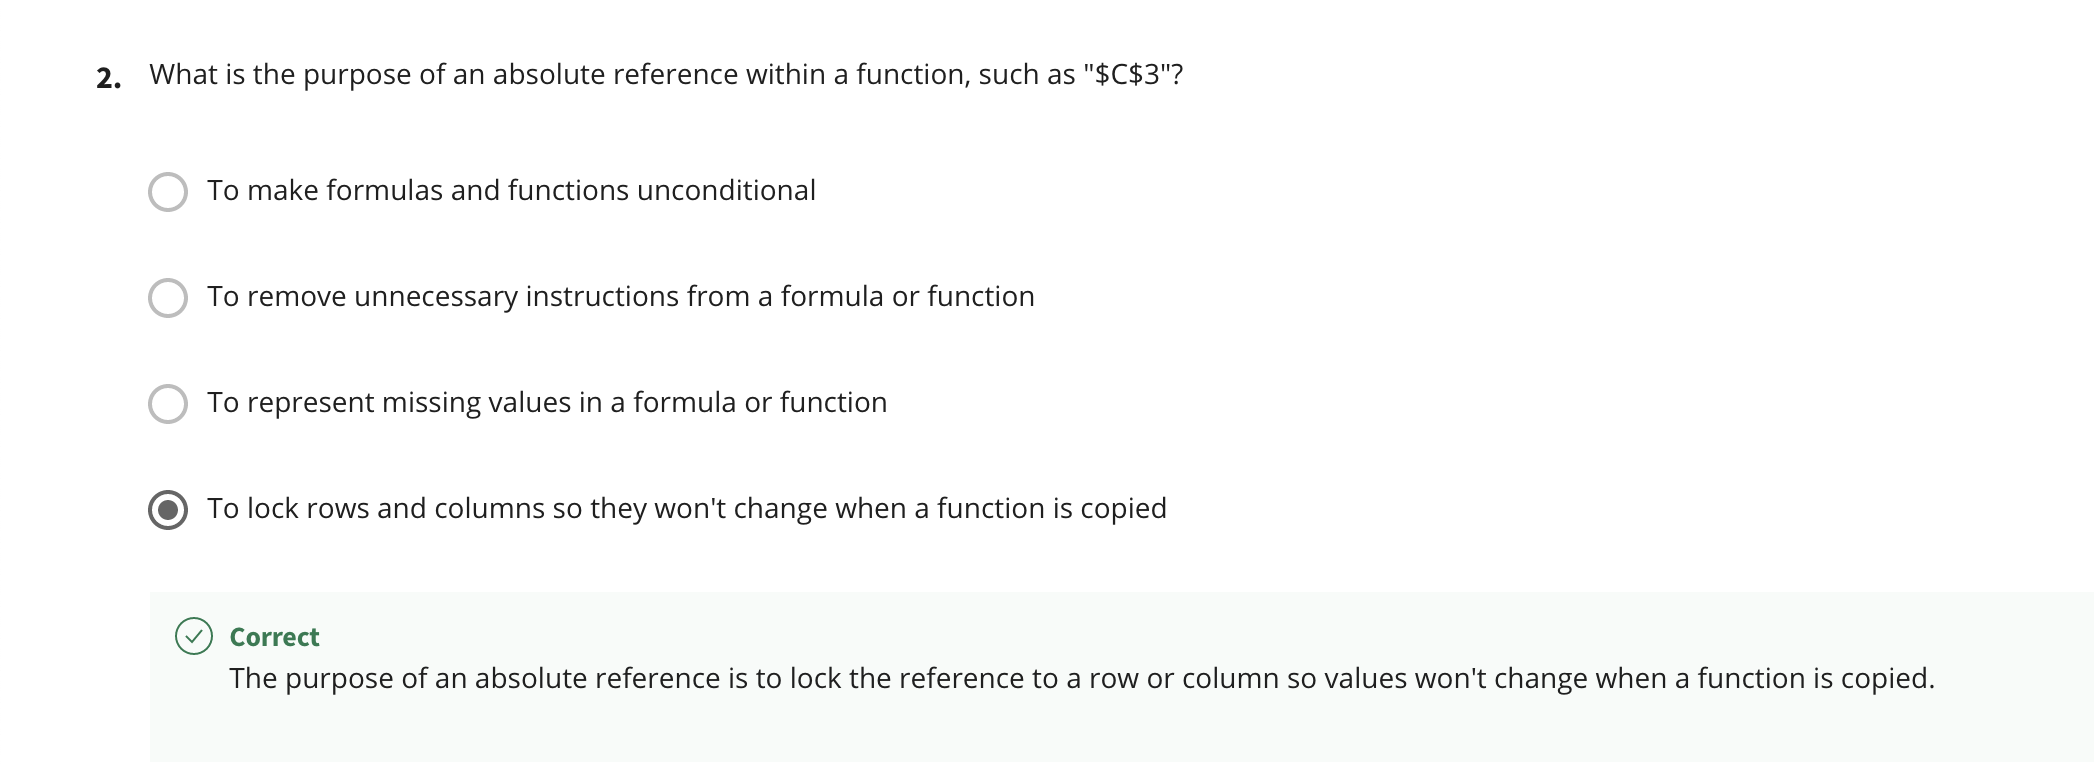 2. What is the purpose of an absolute reference within a function, such as "$C$3"?
To make formulas and functions unconditional
To remove unnecessary instructions from a formula or function
To represent missing values in a formula or function
To lock rows and columns so they won't change when a function is copied
Correct
The purpose of an absolute reference is to lock the reference to a row or column so values won't change when a function is copied.